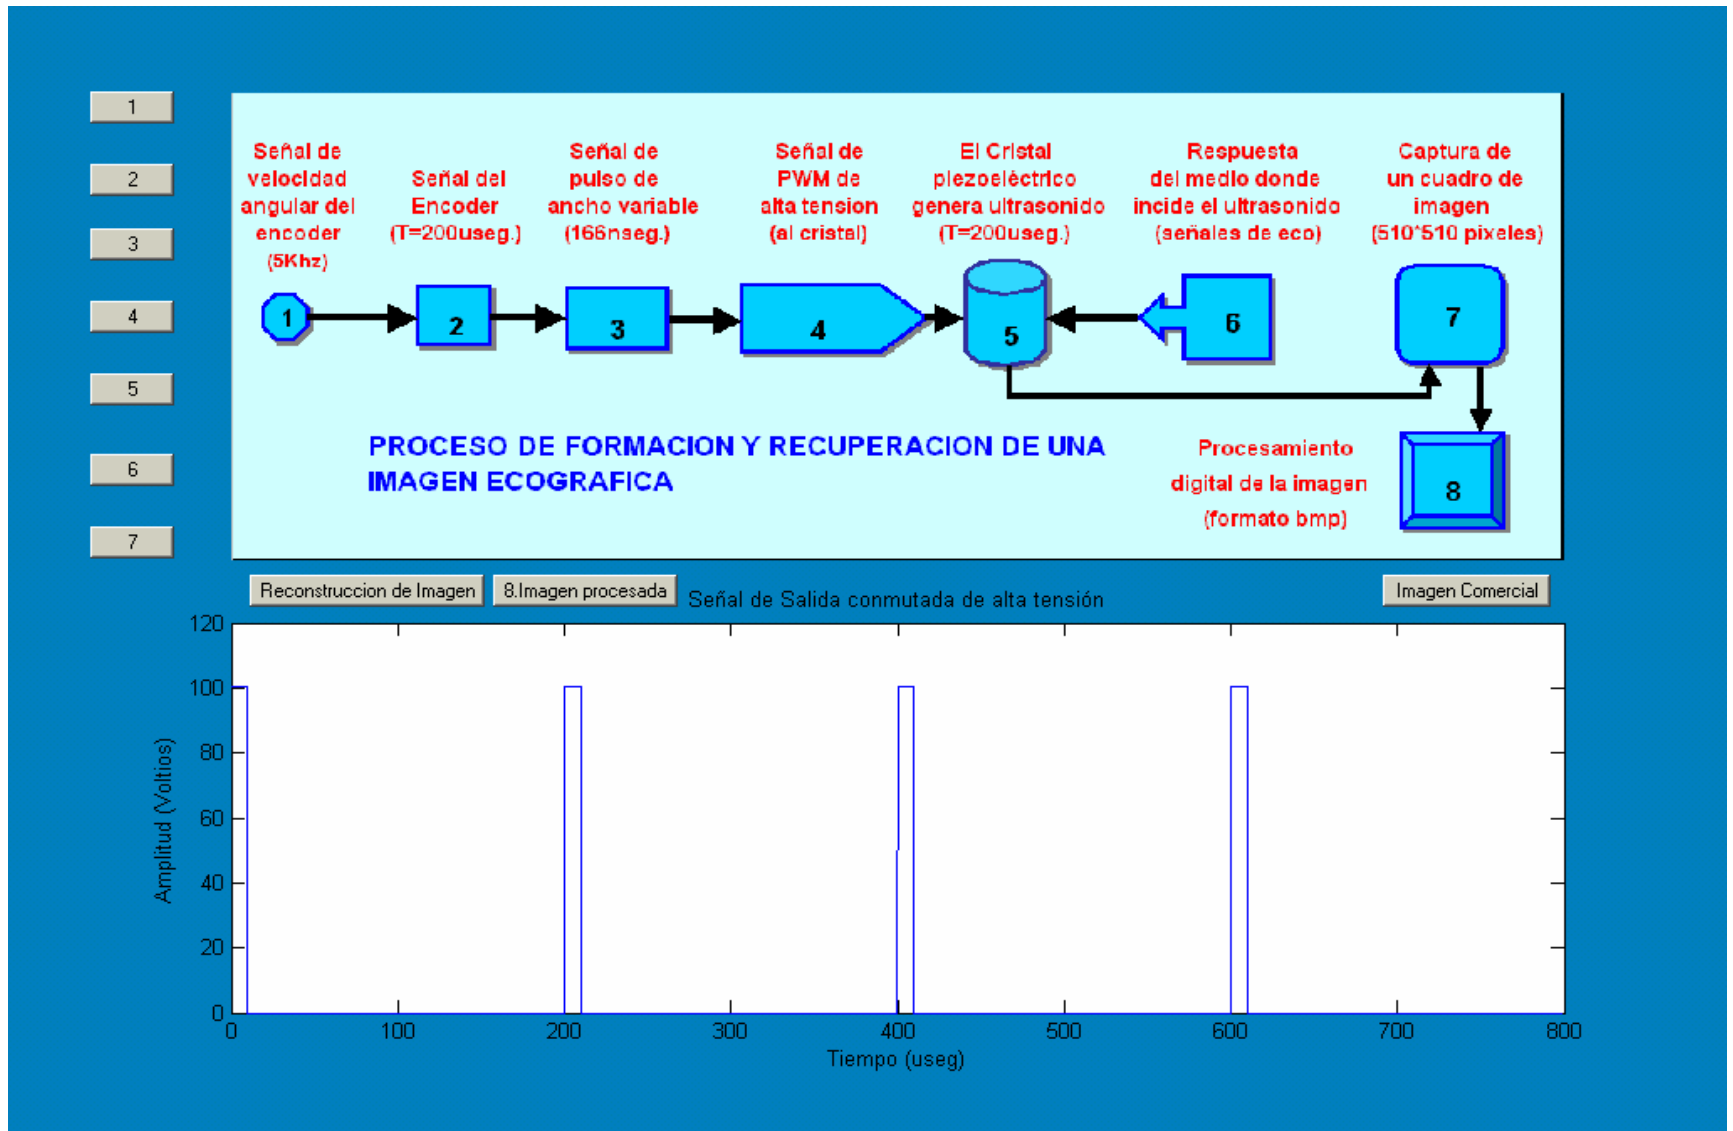 1
2
3
4
5
6
7
Señal de
velocidad
angular del
encoder
(5Khz)
Señal del
Encoder
(T=200useg.)
Señal de
pulso de
ancho variable
(166nseg.)
Señal de
PWM de
alta tension
(al cristal)
El Cristal
piezoeléctrico
genera ultrasonido
(T=200useg.)
Respuesta
del medio donde
incide el ultrasonido
(señales de eco)
Captura de
un cuadro de
imagen
(510*510 pixeles)
1
2
3
4
5
6
7
PROCESO DE FORMACION Y RECUPERACION DE UNA
IMAGEN ECOGRAFICA
Procesamiento
digital de la imagen
(formato bmp)
8
Reconstruccion de Imagen
8.Imagen procesada
Señal de Salida conmutada de alta tensión
Imagen Comercial
120
100
80
60
40
20
0
Amplitud (Voltios)
0 100 200 300 400 500 600 700 800
Tiempo (useg)